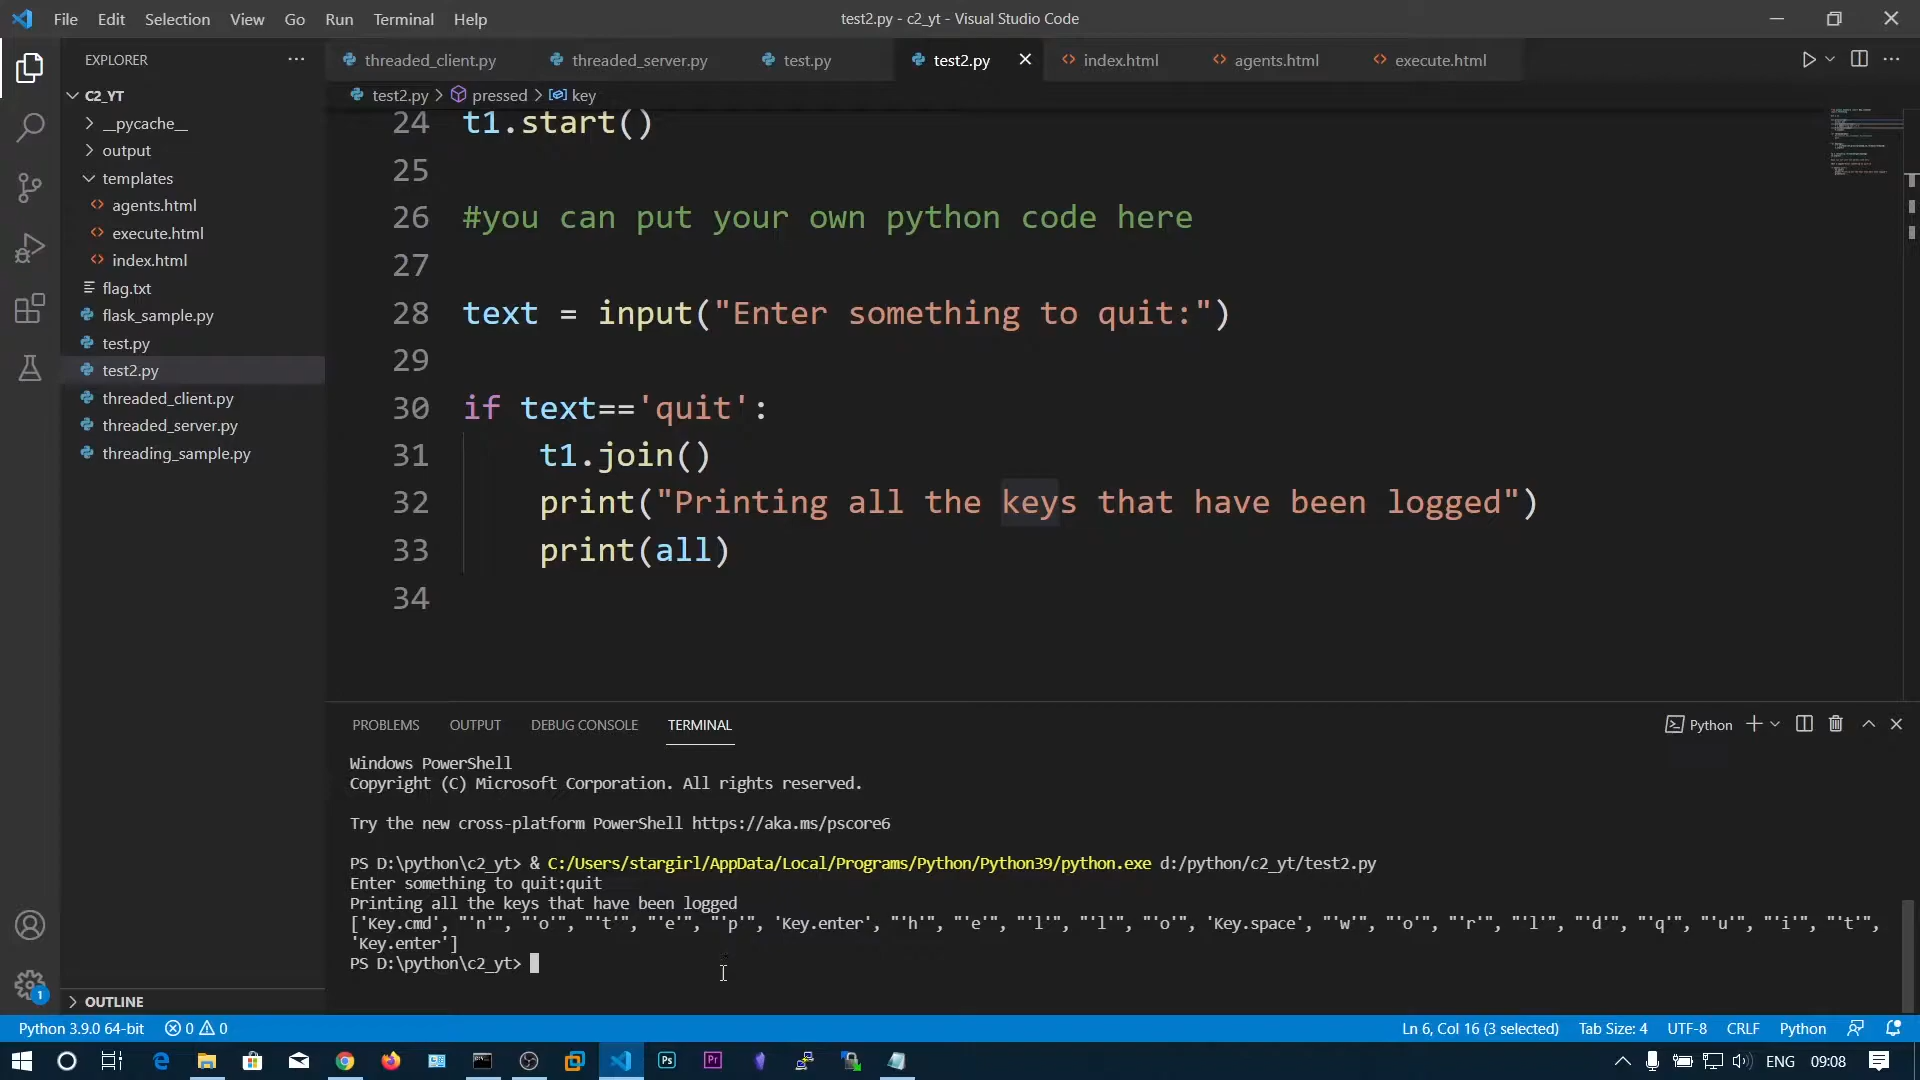 File Edit Selection View Go Run Terminal Help
test2.py - c2_yt - Visual Studio Code
EXPLORER
threaded_client.py
threaded_server.py
test.py
test2.py
index.html
agents.html
execute.html
C2_YT
__pycache__
output
templates
agents.html
execute.html
index.html
flag.txt
flask_sample.py
test.py
test2.py
threaded_client.py
threaded_server.py
threading_sample.py
OUTLINE
test2.py > pressed > key
24 t1.start()
25
26 #you can put your own python code here
27
28 text = input("Enter something to quit:")
29
30 if text=='quit':
31 t1.join()
32 print("Printing all the keys that have been logged")
33 print(all)
34
PROBLEMS OUTPUT DEBUG CONSOLE TERMINAL
Python
Windows PowerShell
Copyright (C) Microsoft Corporation. All rights reserved.
Try the new cross-platform PowerShell https://aka.ms/pscore6
PS D:\python\c2_yt> & C:/Users/stargirl/AppData/Local/Programs/Python/Python39/python.exe d:/python/c2_yt/test2.py
Enter something to quit:quit
Printing all the keys that have been logged
['Key.cmd', "'n'", "'o'", "'t'", "'e'", "'p'", 'Key.enter', "'h'", "'e'", "'l'", "'l'", "'o'", 'Key.space', "'w'", "'o'", "'r'", "'l'", "'d'", "'q'", "'u'", "'i'", "'t'",
'Key.enter']
PS D:\python\c2_yt>
1
Python 3.9.0 64-bit 0 0
Ln 6, Col 16 (3 selected) Tab Size: 4 UTF-8 CRLF Python
Ps Pr
ENG 09:08